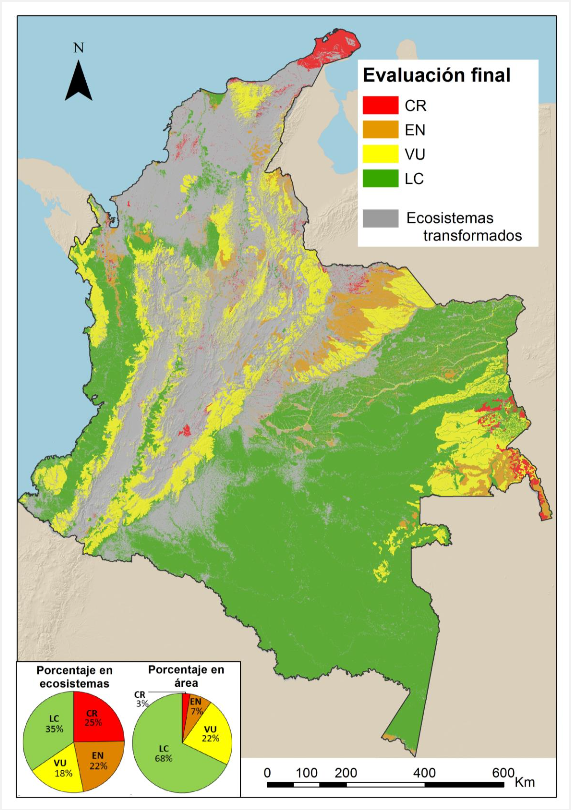 N
Evaluación final
CR
EN
VU
LC
Ecosistemas
transformados
Porcentaje en
ecosistemas
LC
35%
CR
25%
VU
18%
EN
22%
Porcentaje en
área
CR
3%
EN
7%
VU
22%
LC
68%
0 100 200 400 600
Km